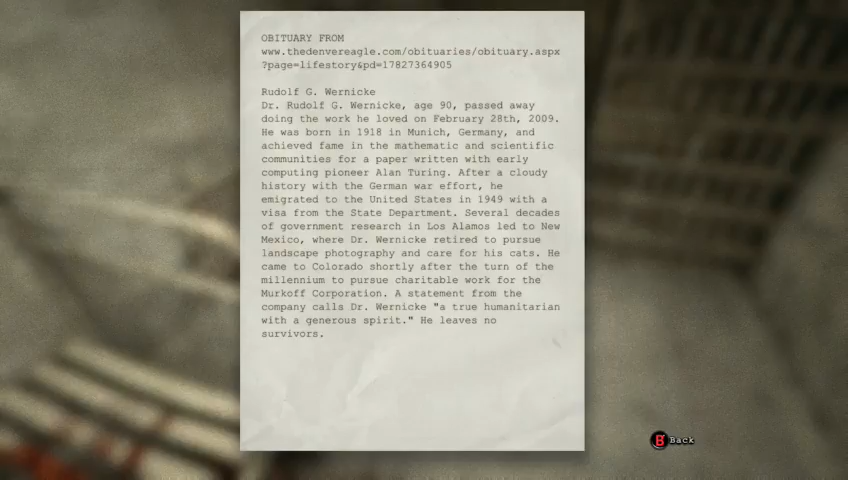 OBITUARY FROM
www.thedenvereagle.com/obituaries/obituary.aspx
?page=lifestory&pd=17827364905
Rudolf G. Wernicke
Dr. Rudolf G. Wernicke, age 90, passed away
doing the work he loved on February 28th, 2009.
He was born in 1918 in Munich, Germany, and
achieved fame in the mathematic and scientific
communities for a paper written with early
computing pioneer Alan Turing. After a cloudy
history with the German war effort, he
emigrated to the United States in 1949 with a
visa from the State Department. Several decades
of government research in Los Alamos led to New
Mexico, where Dr. Wernicke retired to pursue
landscape photography and care for his cats. He
came to Colorado shortly after the turn of the
millennium to pursue charitable work for the
Murkoff Corporation. A statement from the
company calls Dr. Wernicke "a true humanitarian
with a generous spirit." He leaves no
survivors.
B Back